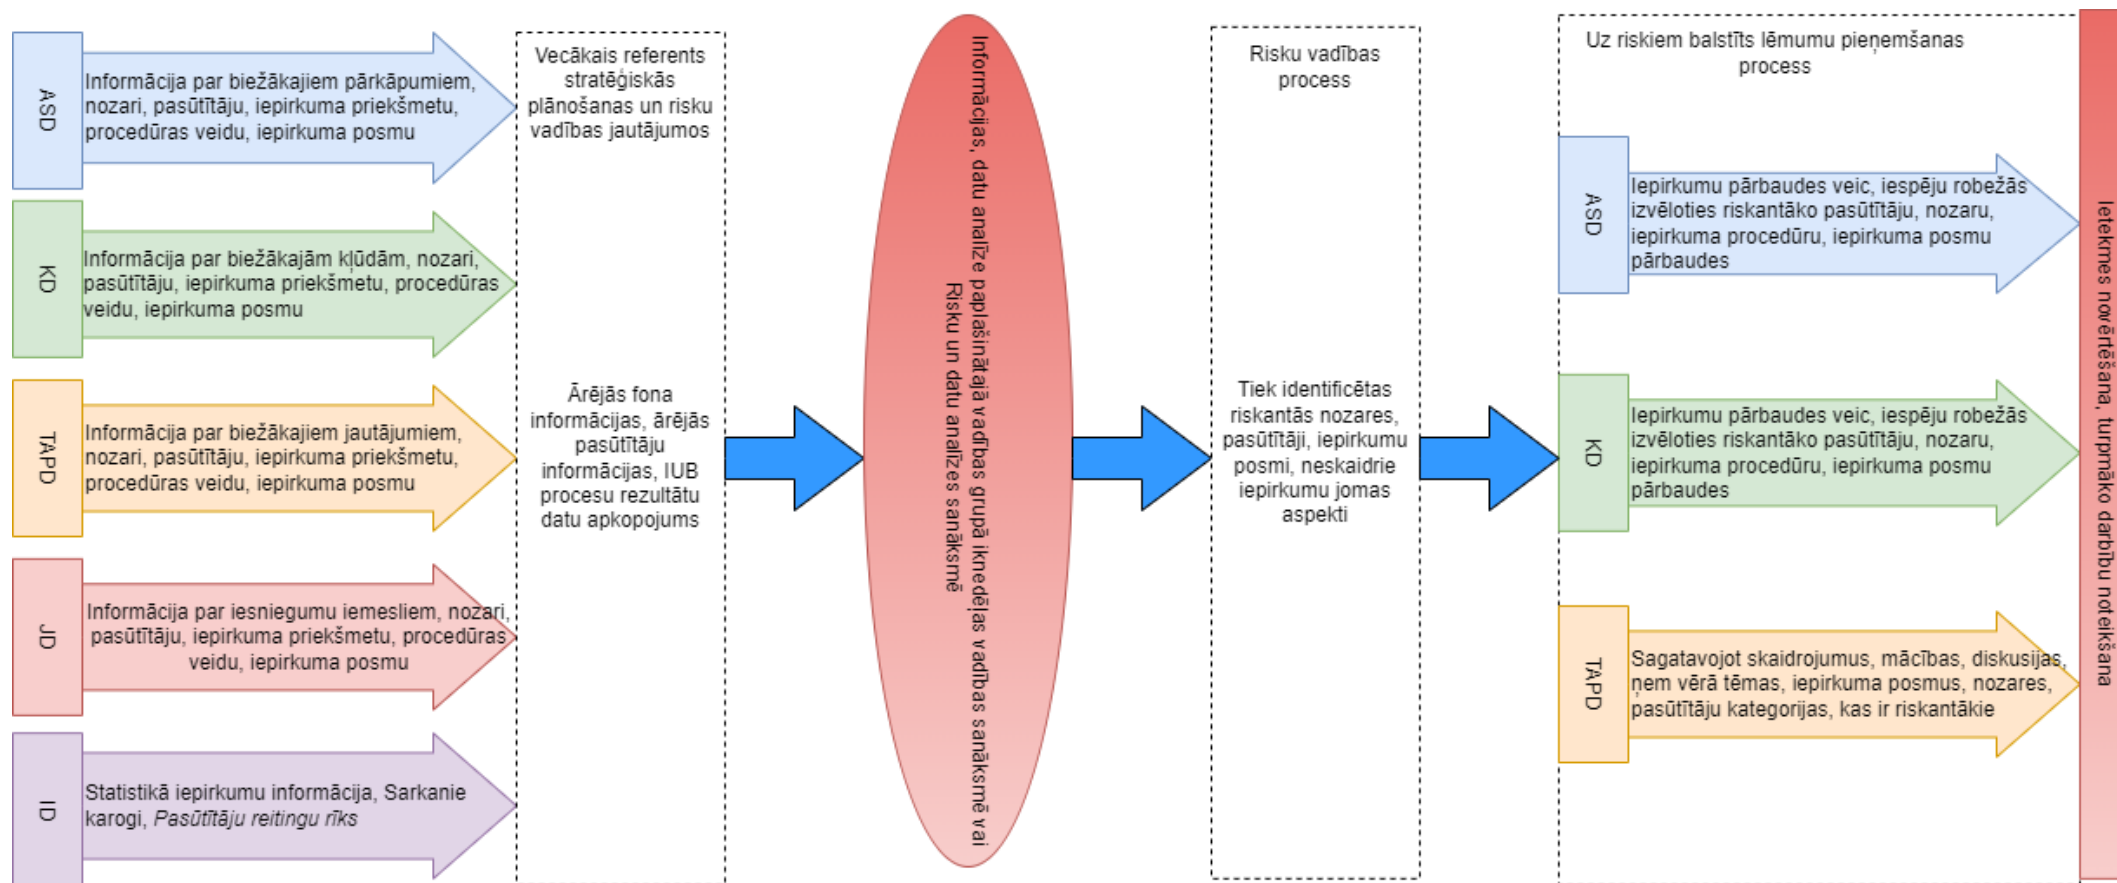 ASD
Informācija par biežākajiem pārkāpumiem,
nozari, pasūtītāju, iepirkuma priekšmetu,
procedūras veidu, iepirkuma posmu
KD
Informācija par biežākajām kļūdām, nozari,
pasūtītāju, iepirkuma priekšmetu, procedūras
veidu, iepirkuma posmu
TAPD
Informācija par biežākajiem jautājumiem,
nozari, pasūtītāju, iepirkuma priekšmetu,
procedūras veidu, iepirkuma posmu
JD
Informācija par iesniegumu iemesliem, nozari,
pasūtītāju, iepirkuma priekšmetu, procedūras
veidu, iepirkuma posmu
ID
Statistikā iepirkumu informācija, Sarkanie
karogi, Pasūtītāju reitingu rīks
Vecākais referents
stratēģiskās
plānošanas un risku
vadības jautājumos
Ārējās fona
informācijas, ārējās
pasūtītāju
informācijas, IUB
procesu rezultātu
datu apkopojums
Informācijas, datu analīze paplašinātajā vadības grupā iknedēļas vadības sanāksmē vai
Risku un datu analīzes sanāksmē
Risku vadības
process
Tiek identificētas
riskantās nozares,
pasūtītāji, iepirkumu
posmi, neskaidrie
iepirkumu jomas
aspekti
Uz riskiem balstīts lēmumu pieņemšanas
process
ASD
Iepirkumu pārbaudes veic, iespēju robežās
izvēloties riskantāko pasūtītāju, nozaru,
iepirkuma procedūru, iepirkuma posmu
pārbaudes
KD
Iepirkumu pārbaudes veic, iespēju robežās
izvēloties riskantāko pasūtītāju, nozaru,
iepirkuma procedūru, iepirkuma posmu
pārbaudes
TAPD
Sagatavojot skaidrojumus, mācības, diskusijas,
ņem vērā tēmas, iepirkuma posmus, nozares,
pasūtītāju kategorijas, kas ir riskantākie
Ietekmes novērtēšana, turpmāko darbību noteikšana